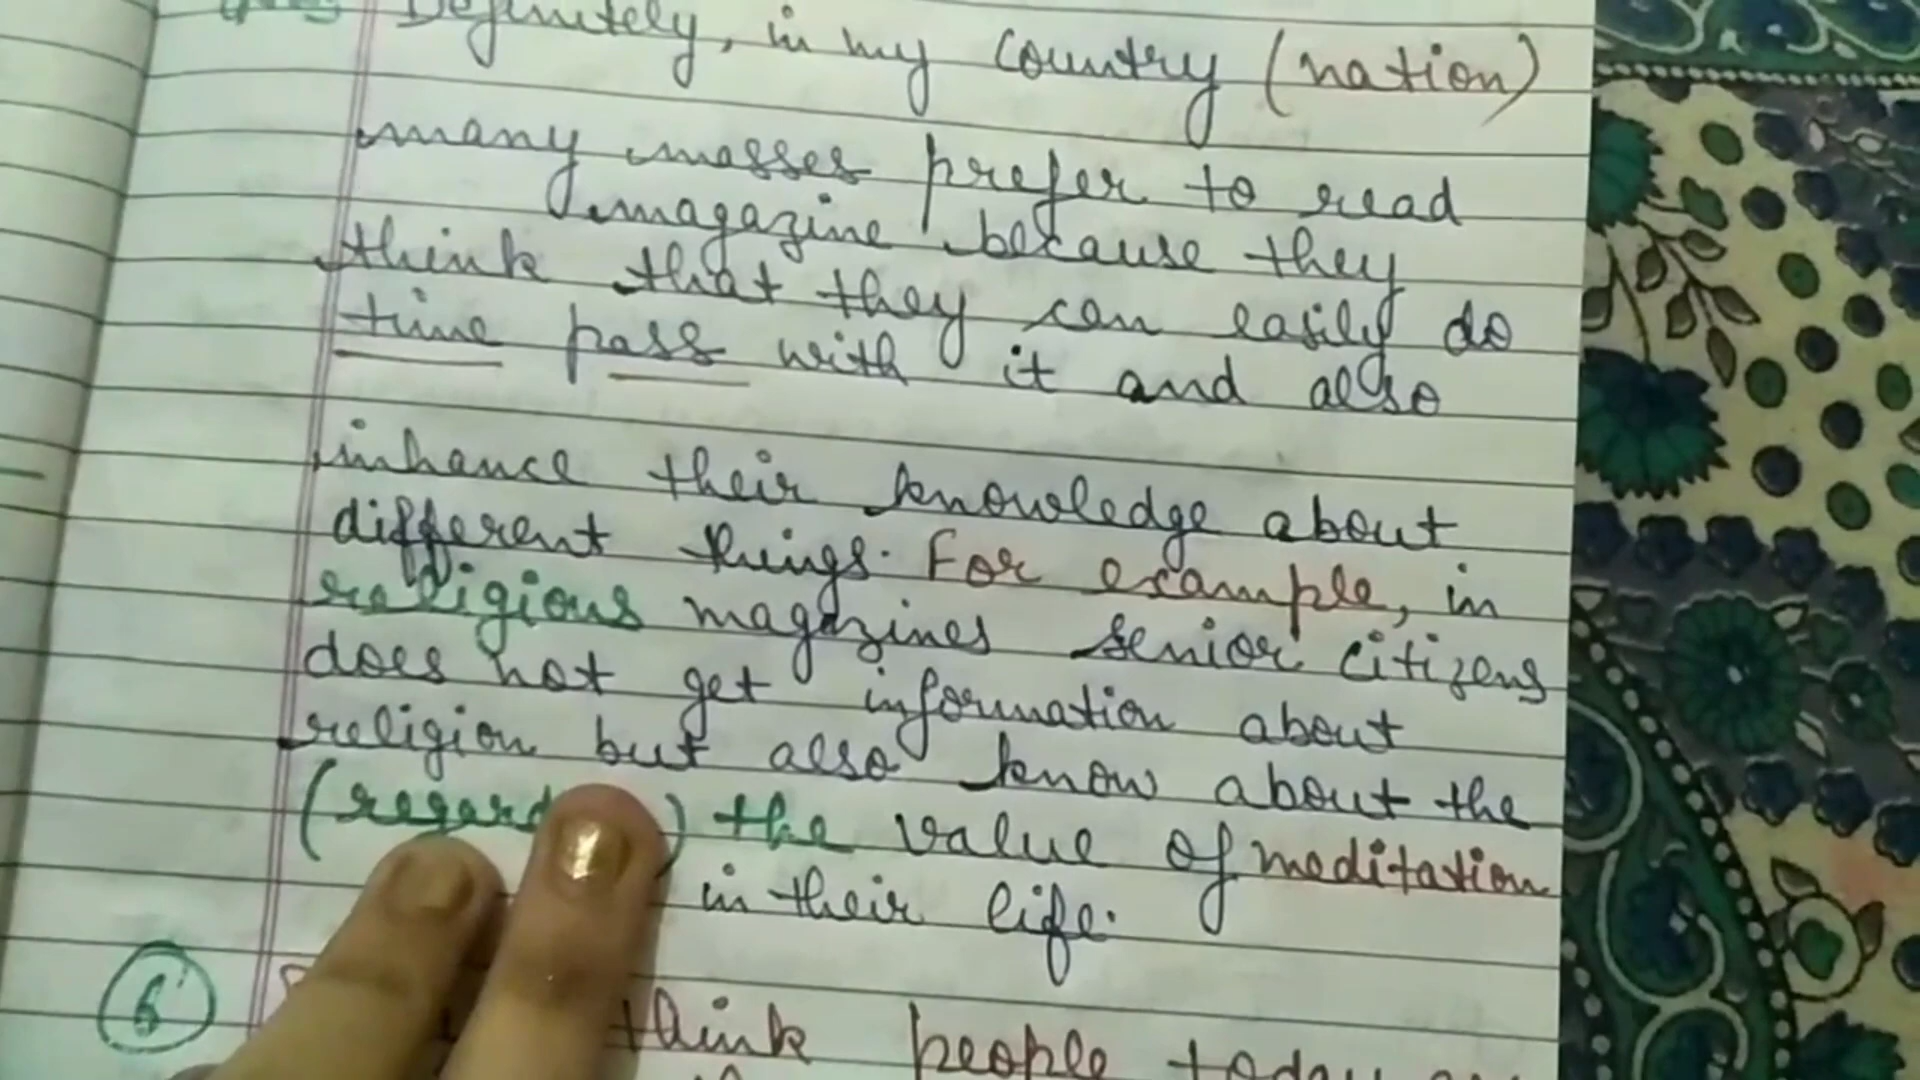 Definitely, in my country (nation)
many masses prefer to read
magazine because they
think that they can easily do
time pass with it and also
inhance their knowledge about
different things. For example, in
religious magazines senior citizens
does not get information about
religion but also know about the
the value of meditation
in their life.
6
think people today